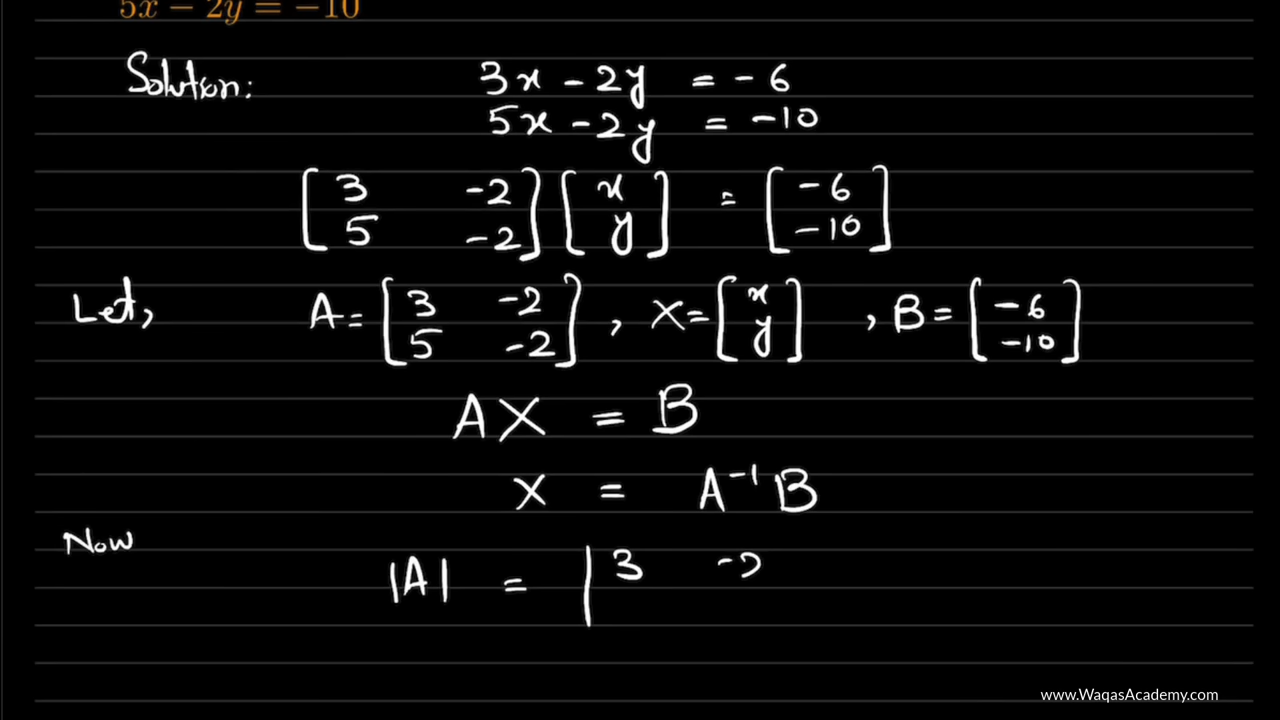 5x − 2y = −10
Solution: 3x - 2y = - 6
5x - 2y = -10
[3 -2] [x] = [-6]
[5 -2] [y] [-10]
Let, A = [3 -2], X = [x], B = [-6]
[5 -2] [y] [-10]
AX = B
X = A⁻¹B
Now
|A| = |3 -2
www.WaqasAcademy.com